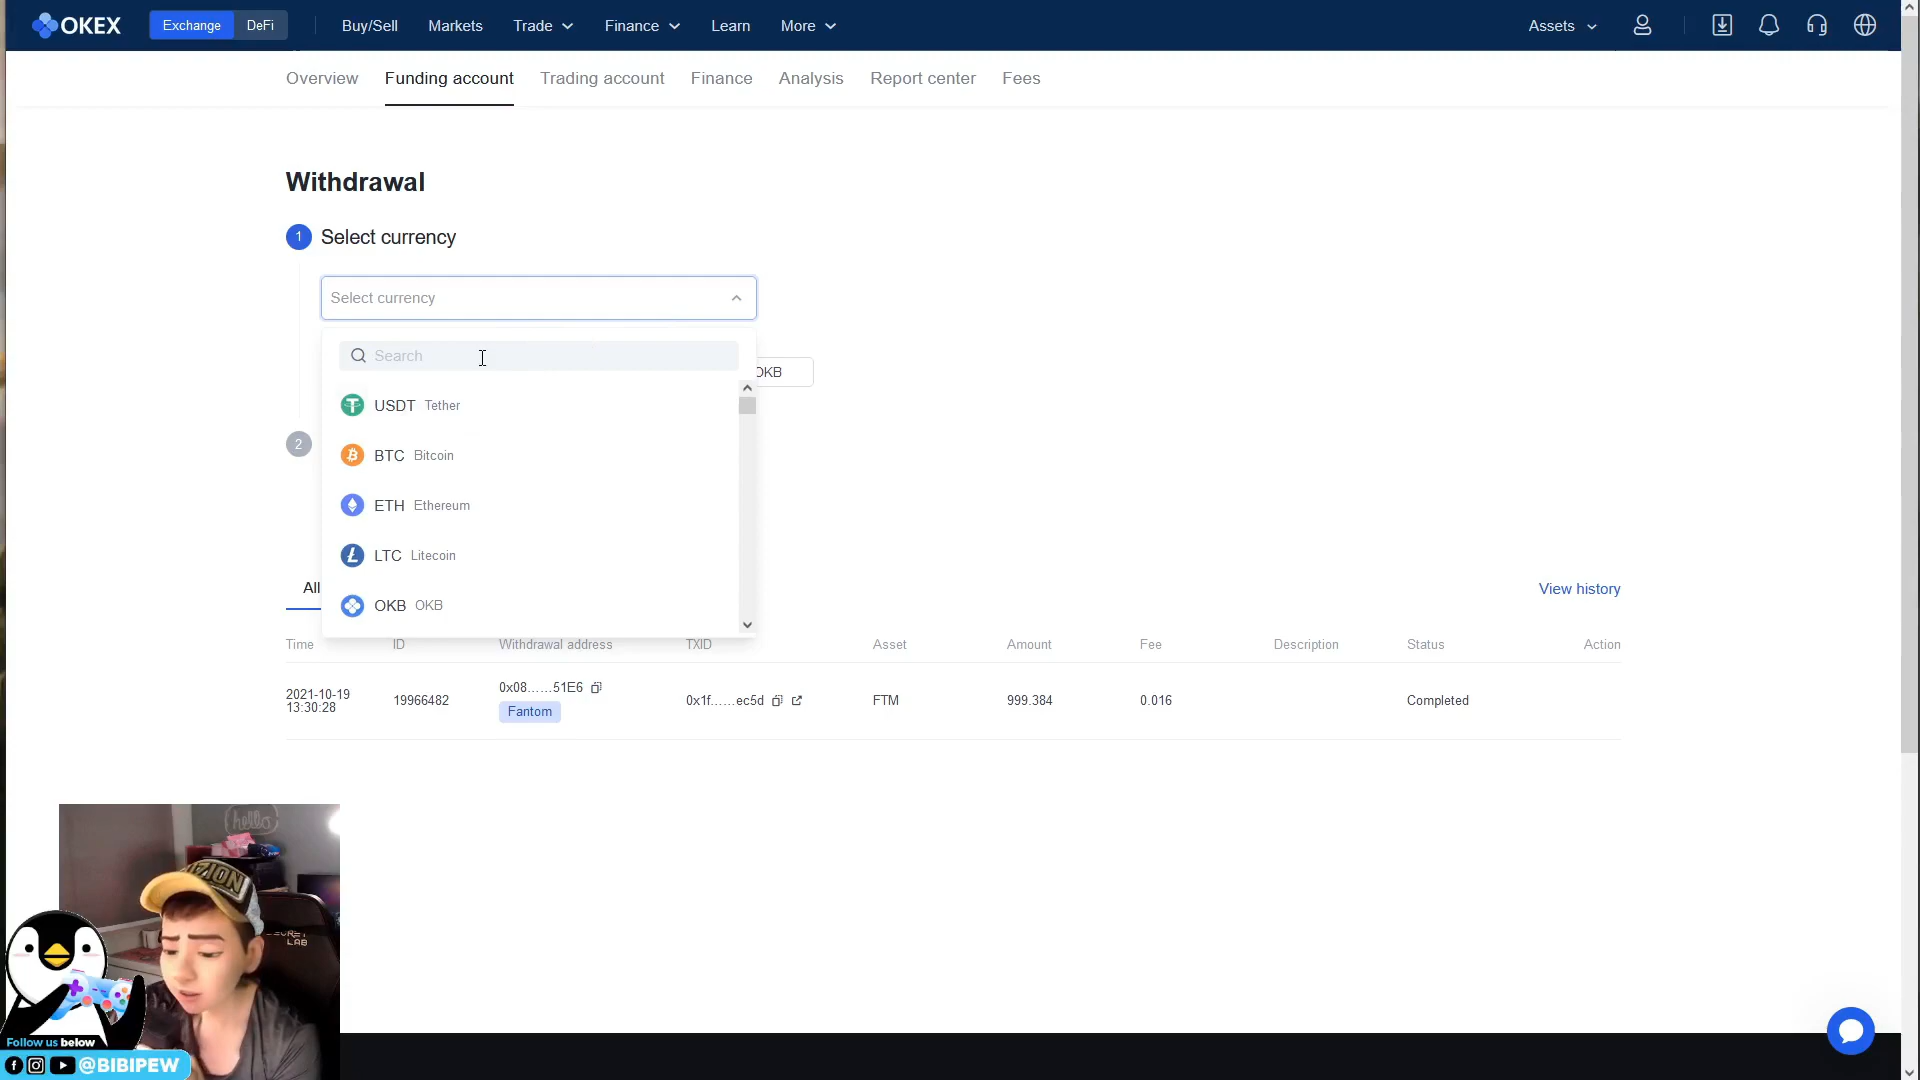 OKEX Exchange DeFi Buy/Sell Markets Trade Finance Learn More Assets
Overview Funding account Trading account Finance Analysis Report center Fees
Withdrawal
1 Select currency
Select currency
Search
OKB
USDT Tether
BTC Bitcoin
2
ETH Ethereum
LTC Litecoin
All
View history
OKB OKB
Time ID Withdrawal address TXID Asset Amount Fee Description Status Action
2021-10-19
13:30:28
19966482
0x08......51E6
Fantom
0x1f......ec5d
FTM
999.384
0.016
Completed
hello
SECRET
LAB
Follow us below
@BIBIPEW